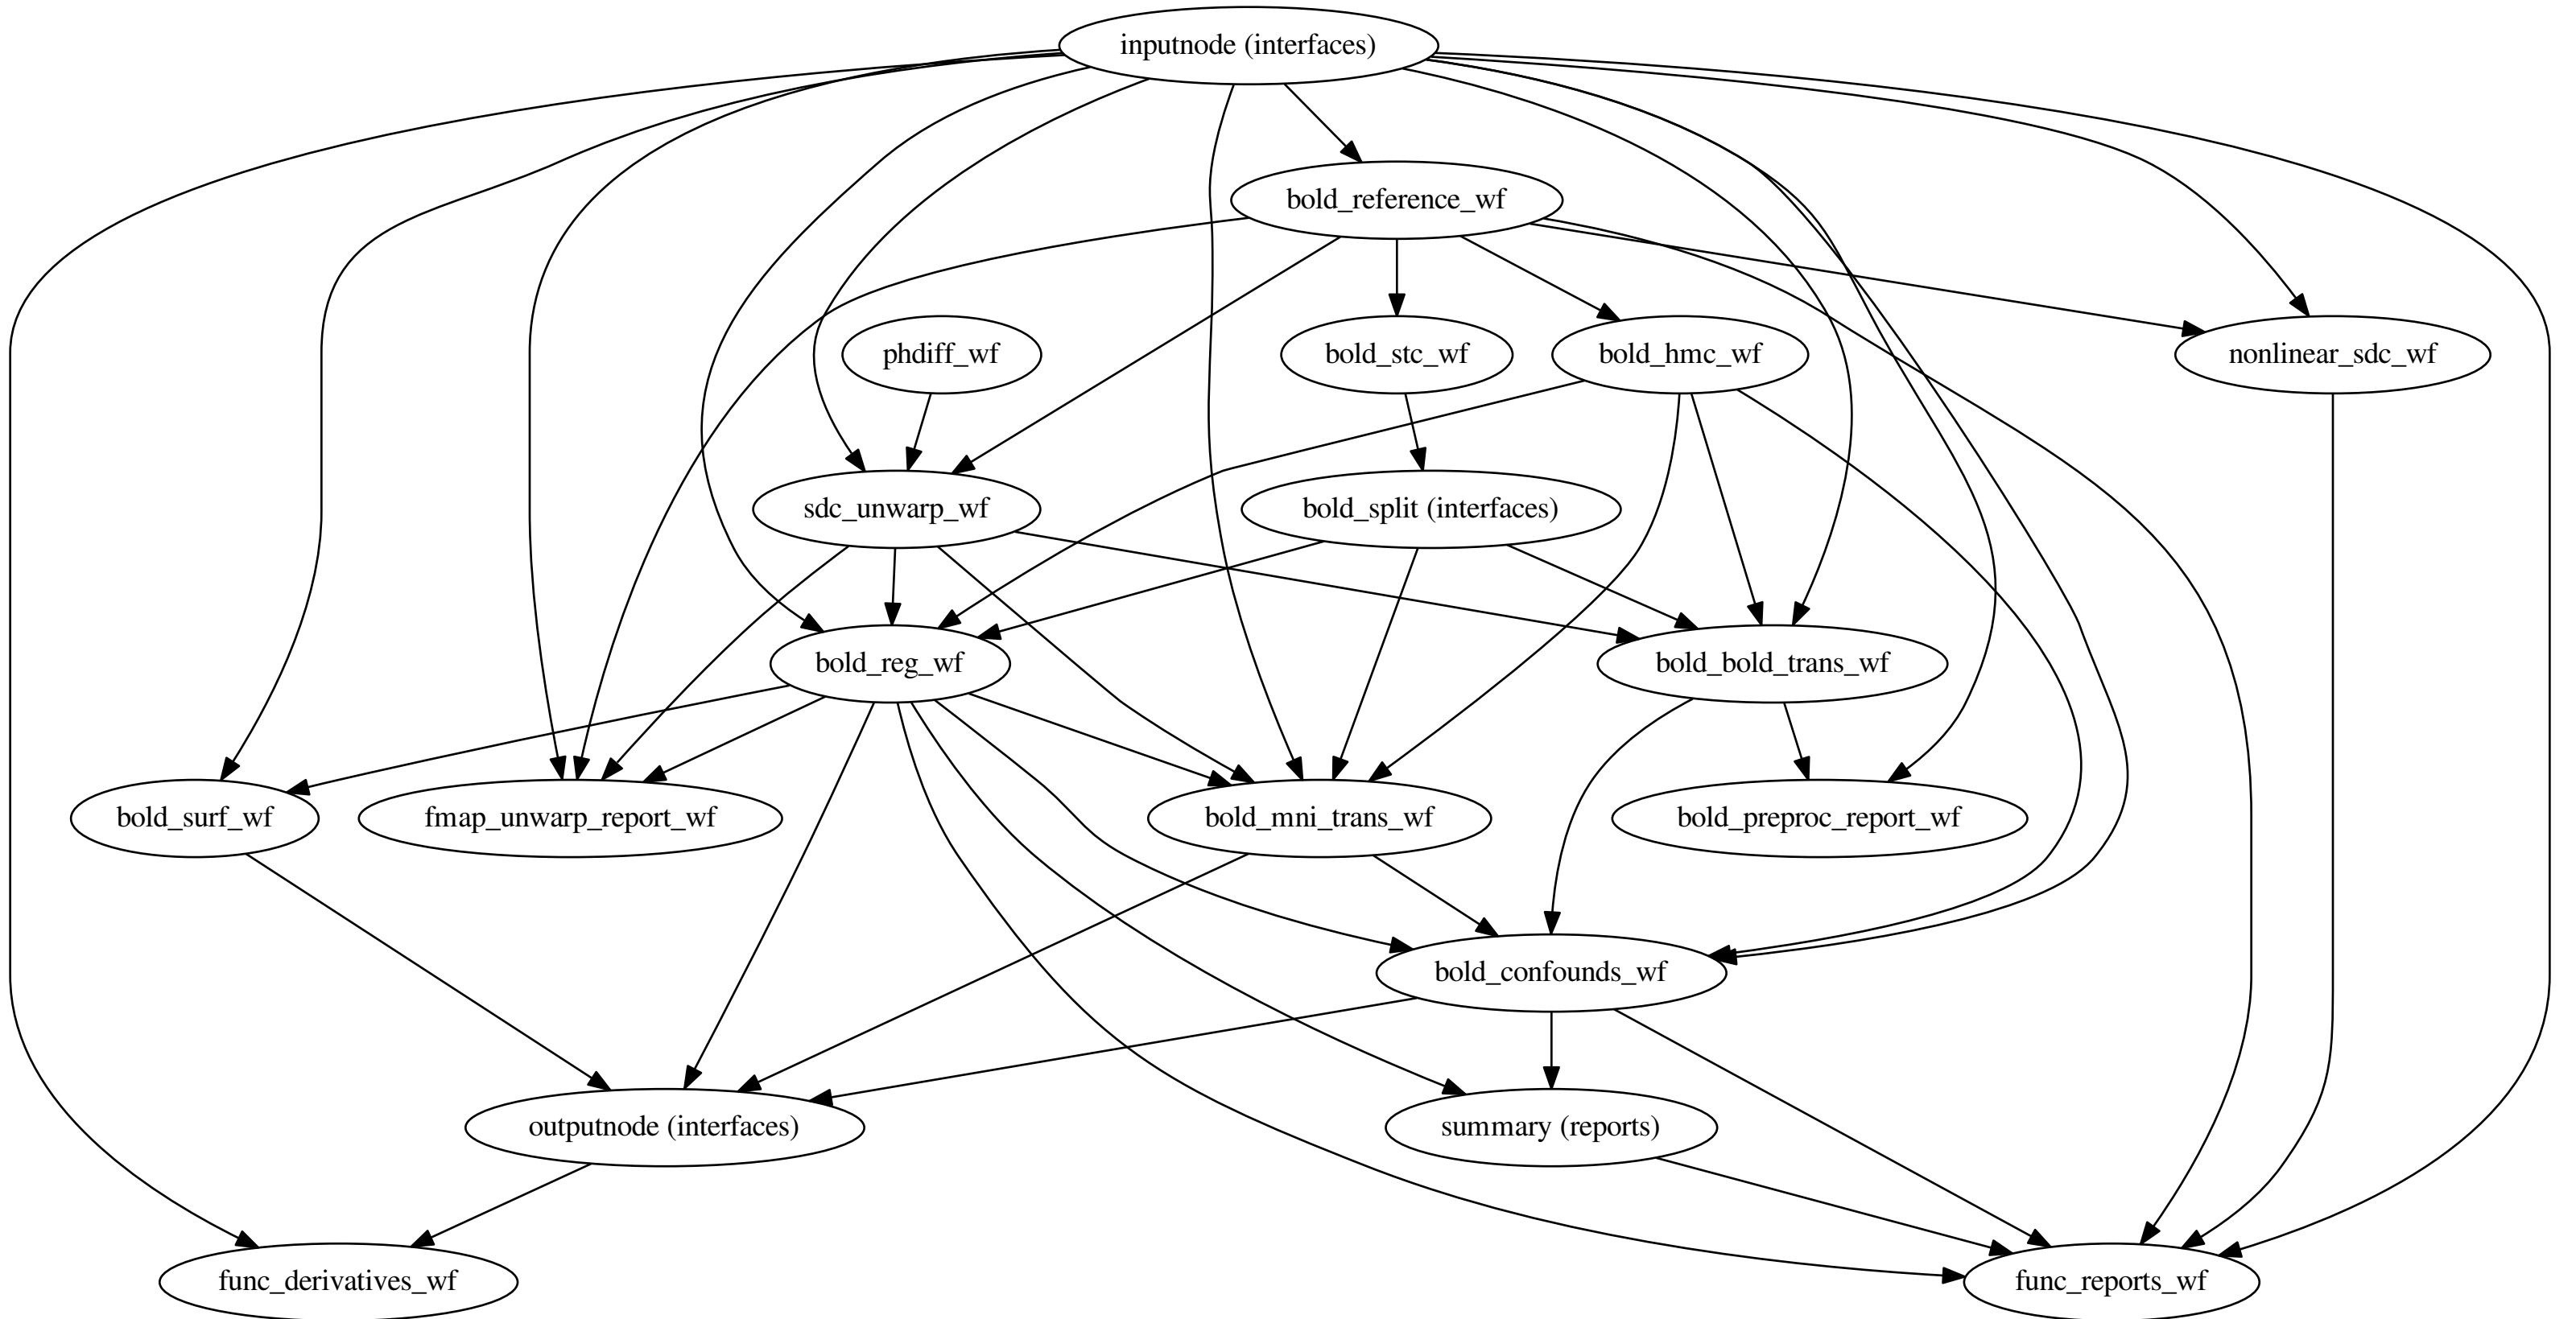 inputnode (interfaces)
bold_reference_wf
phdiff_wf
bold_stc_wf
bold_hmc_wf
nonlinear_sdc_wf
sdc_unwarp_wf
bold_split (interfaces)
bold_reg_wf
bold_bold_trans_wf
bold_surf_wf
fmap_unwarp_report_wf
bold_mni_trans_wf
bold_preproc_report_wf
bold_confounds_wf
outputnode (interfaces)
summary (reports)
func_derivatives_wf
func_reports_wf